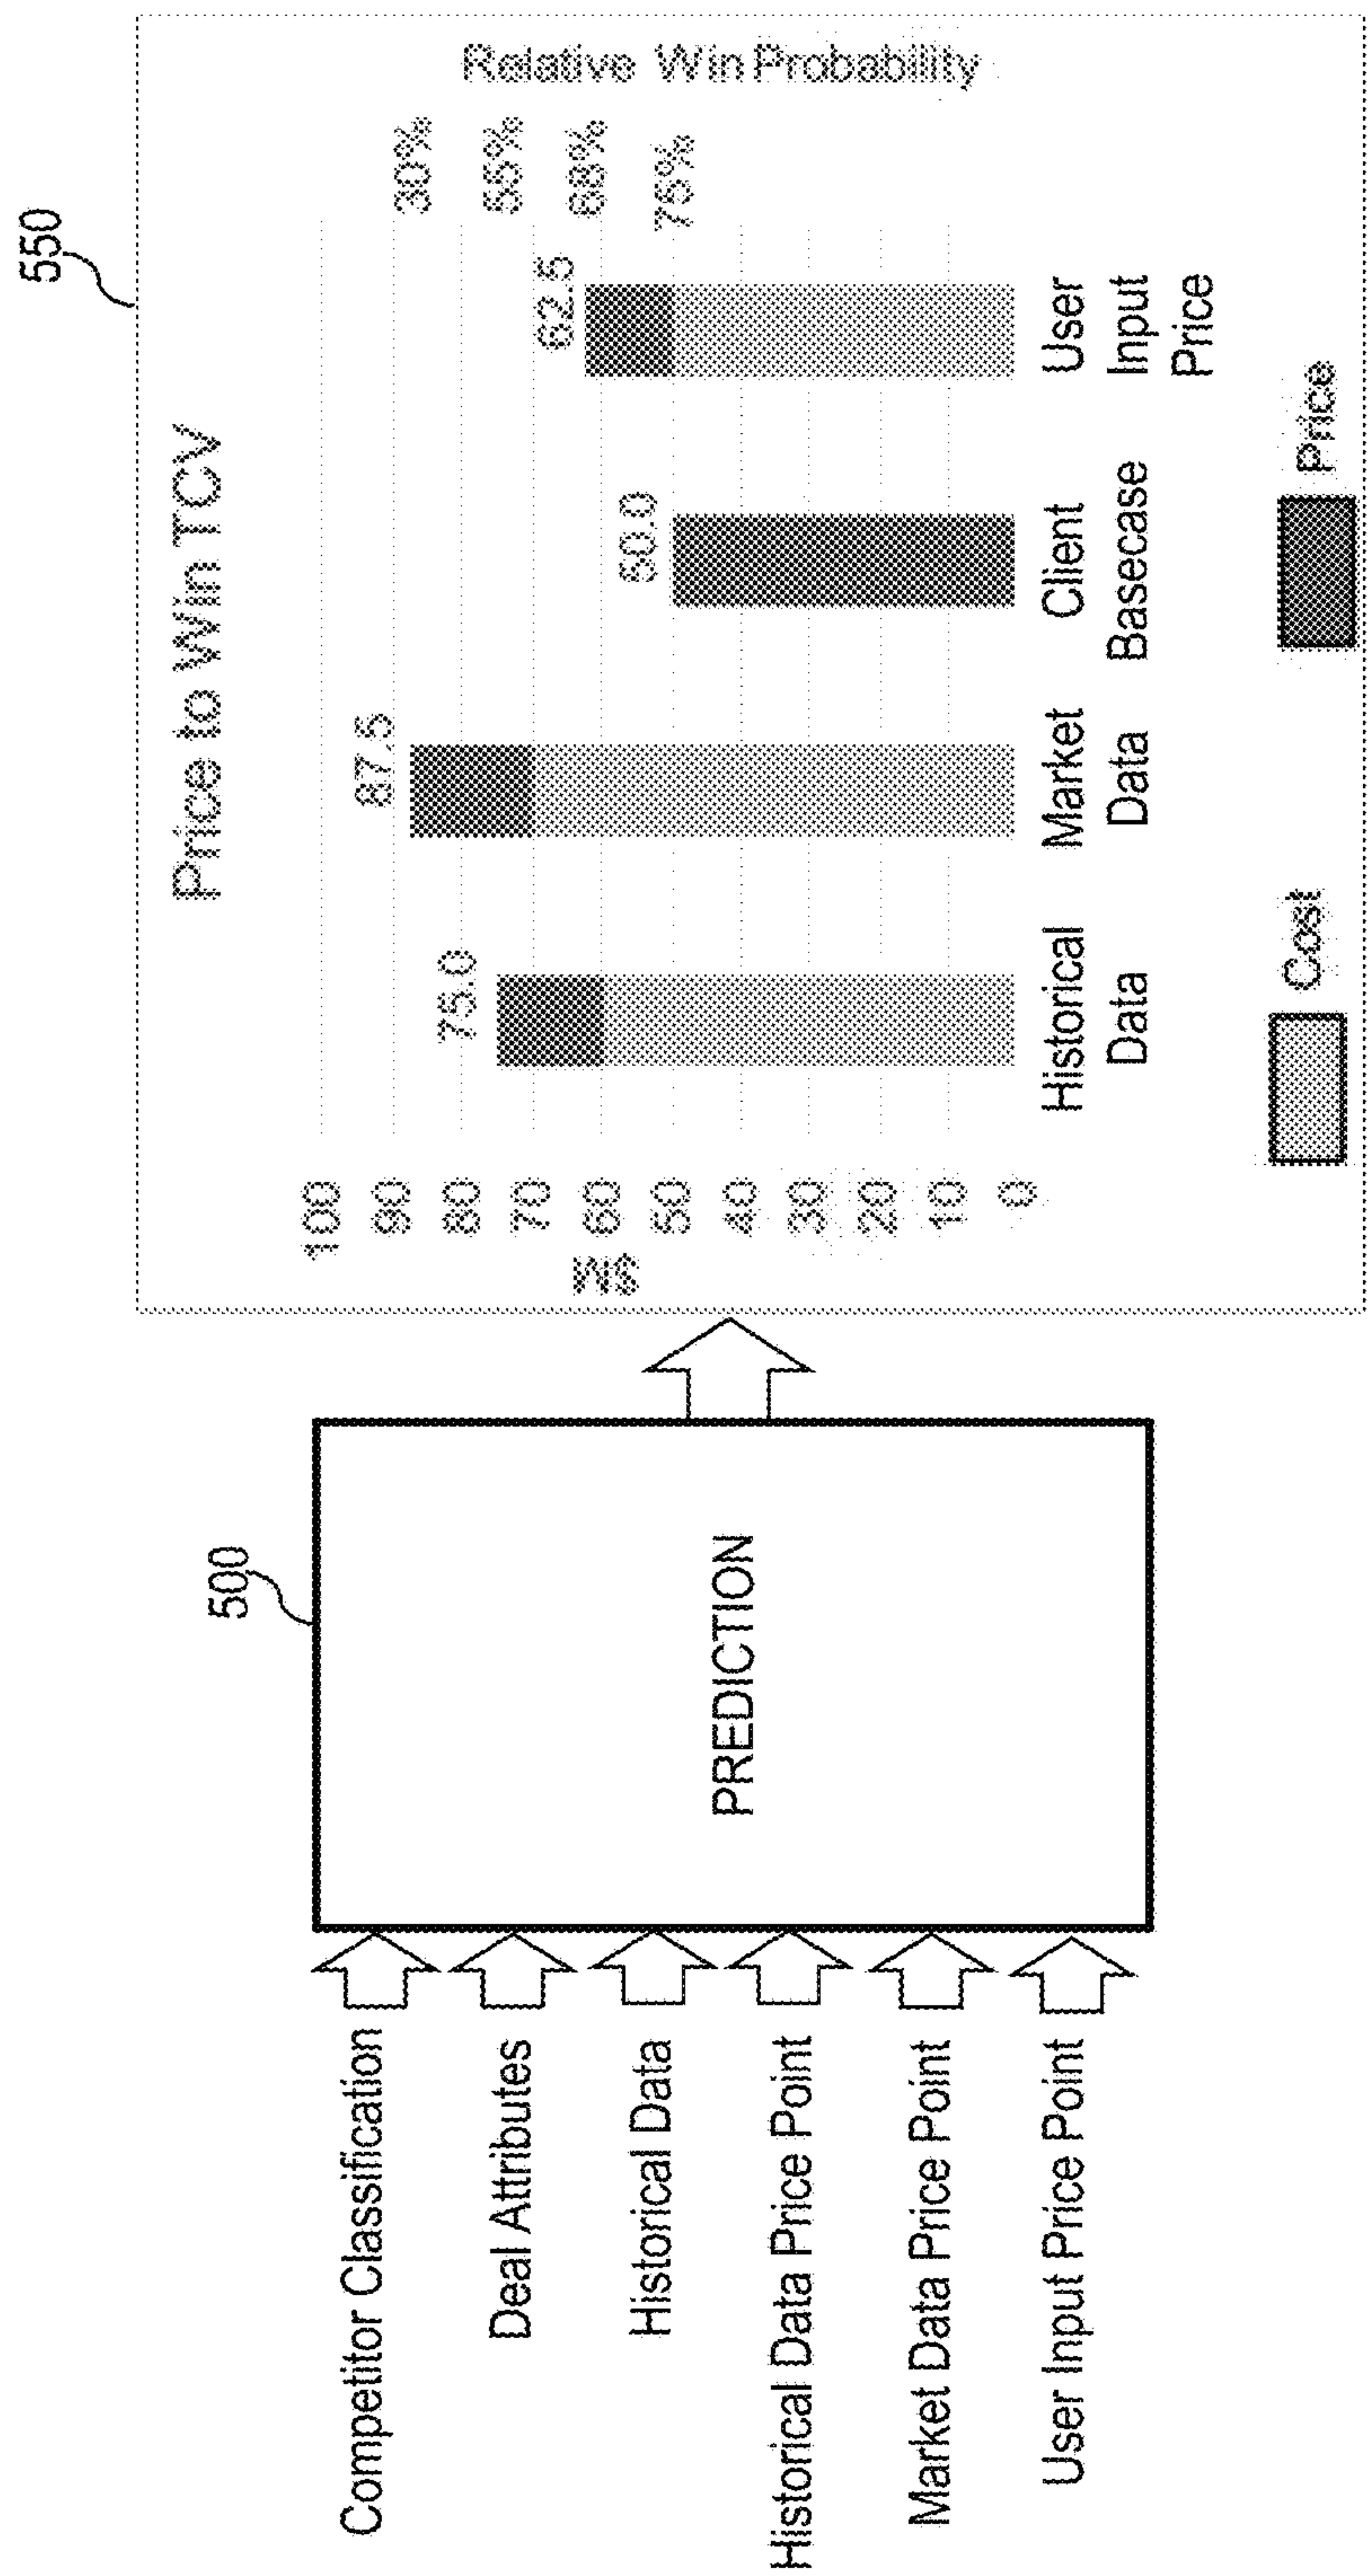 Competitor Classification
Deal Attributes
Historical Data
Historical Data Price Point
Market Data Price Point
User Input Price Point
500
PREDICTION
550
Price to Win TCV
$M
100
90
80
70
60
50
40
30
20
10
0
75.0
87.5
50.0
62.5
30%
55%
68%
75%
Relative Win Probability
Historical
Data
Market
Data
Client
Basecase
User
Input
Price
Cost
Price